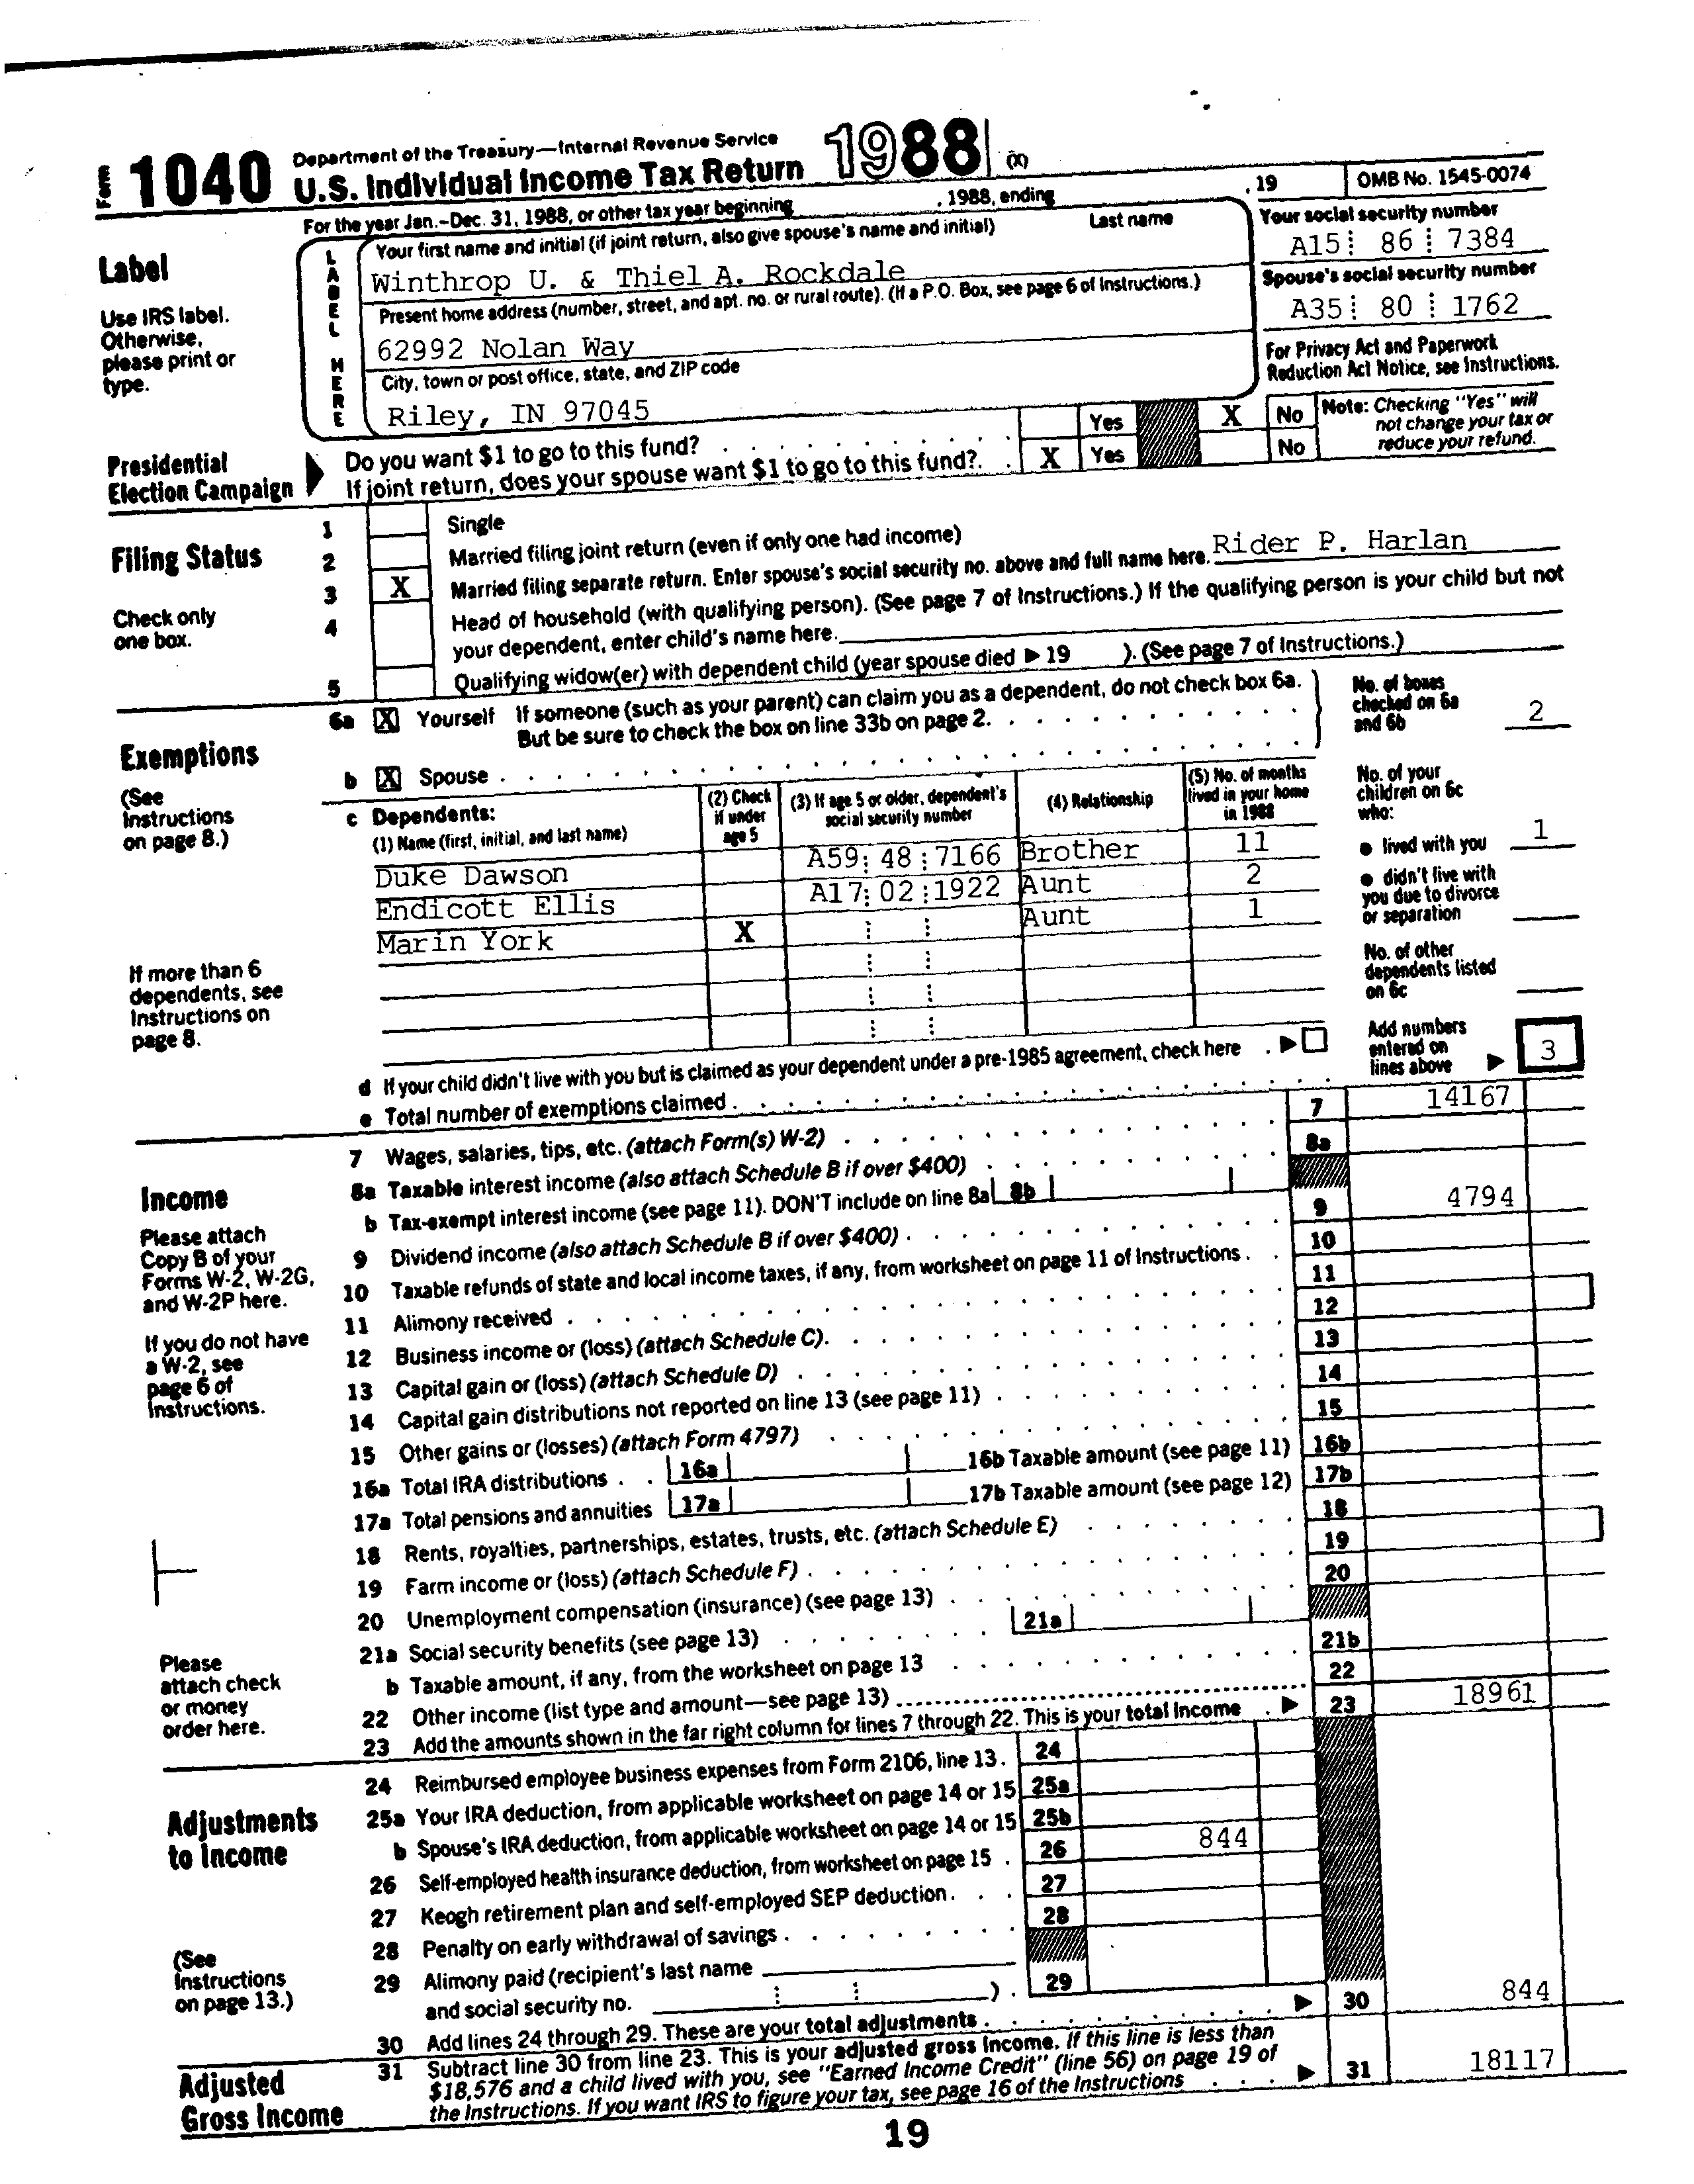 Form 1040 Department of the Treasury—Internal Revenue Service
U.S. Individual Income Tax Return 1988 (X)
For the year Jan.–Dec. 31, 1988, or other tax year beginning , 1988, ending , 19 OMB No. 1545-0074
Label
Use IRS label. Otherwise, please print or type.
LABEL HERE
Your first name and initial (if joint return, also give spouse's name and initial) Last name
Winthrop U. & Thiel A. Rockdale
Your social security number
A15 86 7384
Present home address (number, street, and apt. no. or rural route). (If a P.O. Box, see page 6 of Instructions.)
62992 Nolan Way
Spouse's social security number
A35 80 1762
City, town or post office, state, and ZIP code
Riley, IN 97045
For Privacy Act and Paperwork Reduction Act Notice, see Instructions.
Presidential Election Campaign
Do you want $1 to go to this fund? Yes X No
If joint return, does your spouse want $1 to go to this fund? X Yes No
Note: Checking "Yes" will not change your tax or reduce your refund.
Filing Status
Check only one box.
1 Single
2 Married filing joint return (even if only one had income)
3 X Married filing separate return. Enter spouse's social security no. above and full name here. Rider P. Harlan
4 Head of household (with qualifying person). (See page 7 of Instructions.) If the qualifying person is your child but not
your dependent, enter child's name here.
5 Qualifying widow(er) with dependent child (year spouse died ▶ 19 ). (See page 7 of Instructions.)
Exemptions
(See Instructions on page 8.)
6a X Yourself If someone (such as your parent) can claim you as a dependent, do not check box 6a.
But be sure to check the box on line 33b on page 2.
b X Spouse
No. of boxes checked on 6a and 6b 2
c Dependents:
(1) Name (first, initial, and last name)
(2) Check if under age 5
(3) If age 5 or older, dependent's social security number
(4) Relationship
(5) No. of months lived in your home in 1988
Duke Dawson A59 48 7166 Brother 11
Endicott Ellis A17 02 1922 Aunt 2
Marin York X Aunt 1
No. of your children on 6c who:
● lived with you 1
● didn't live with you due to divorce or separation
No. of other dependents listed on 6c
If more than 6 dependents, see Instructions on page 8.
d If your child didn't live with you but is claimed as your dependent under a pre-1985 agreement, check here ▶
e Total number of exemptions claimed
Add numbers entered on lines above ▶ 3
Income
Please attach Copy B of your Forms W-2, W-2G, and W-2P here.
If you do not have a W-2, see page 6 of Instructions.
Please attach check or money order here.
7 Wages, salaries, tips, etc. (attach Form(s) W-2) 7 14167
8a Taxable interest income (also attach Schedule B if over $400) 8a
b Tax-exempt interest income (see page 11). DON'T include on line 8a 8b
9 Dividend income (also attach Schedule B if over $400) 9 4794
10 Taxable refunds of state and local income taxes, if any, from worksheet on page 11 of Instructions 10
11 Alimony received 11
12 Business income or (loss) (attach Schedule C) 12
13 Capital gain or (loss) (attach Schedule D) 13
14 Capital gain distributions not reported on line 13 (see page 11) 14
15 Other gains or (losses) (attach Form 4797) 15
16a Total IRA distributions 16a 16b Taxable amount (see page 11) 16b
17a Total pensions and annuities 17a 17b Taxable amount (see page 12) 17b
18 Rents, royalties, partnerships, estates, trusts, etc. (attach Schedule E) 18
19 Farm income or (loss) (attach Schedule F) 19
20 Unemployment compensation (insurance) (see page 13) 20
21a Social security benefits (see page 13) 21a
b Taxable amount, if any, from the worksheet on page 13 21b
22 Other income (list type and amount—see page 13) 22
23 Add the amounts shown in the far right column for lines 7 through 22. This is your total income ▶ 23 18961
Adjustments to Income
(See Instructions on page 13.)
24 Reimbursed employee business expenses from Form 2106, line 13. 24
25a Your IRA deduction, from applicable worksheet on page 14 or 15 25a
b Spouse's IRA deduction, from applicable worksheet on page 14 or 15 25b
26 Self-employed health insurance deduction, from worksheet on page 15 26 844
27 Keogh retirement plan and self-employed SEP deduction 27
28 Penalty on early withdrawal of savings 28
29 Alimony paid (recipient's last name
and social security no. ) 29
30 Add lines 24 through 29. These are your total adjustments ▶ 30 844
Adjusted Gross Income
31 Subtract line 30 from line 23. This is your adjusted gross income. If this line is less than
$18,576 and a child lived with you, see "Earned Income Credit" (line 56) on page 19 of
the Instructions. If you want IRS to figure your tax, see page 16 of the Instructions ▶ 31 18117
19